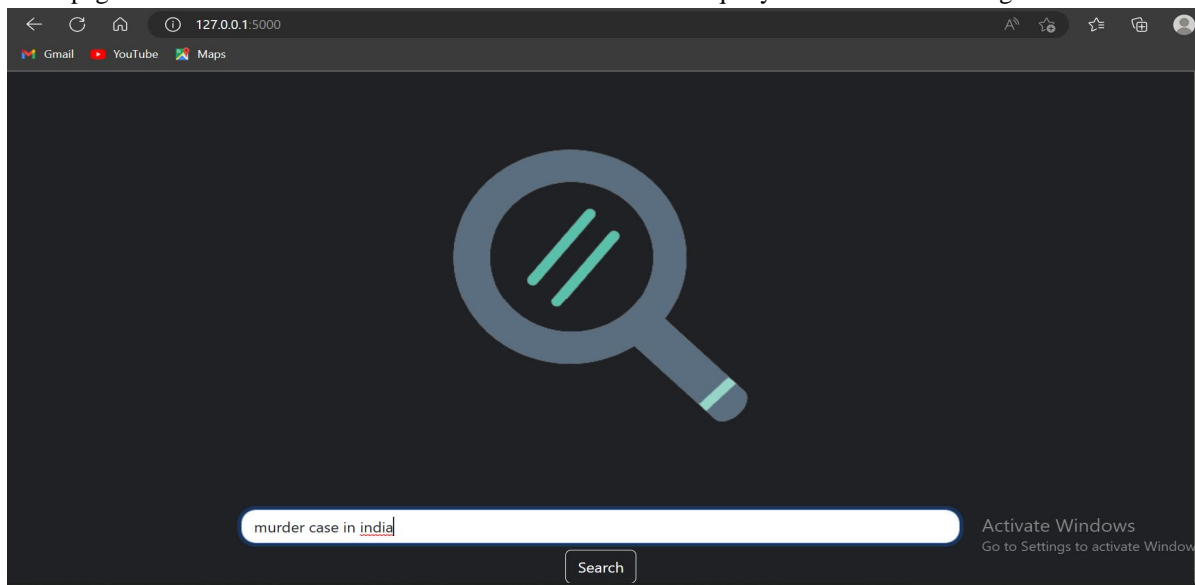 127.0.0.1:5000
Gmail YouTube Maps
murder case in india
Search
Activate Windows
Go to Settings to activate Window